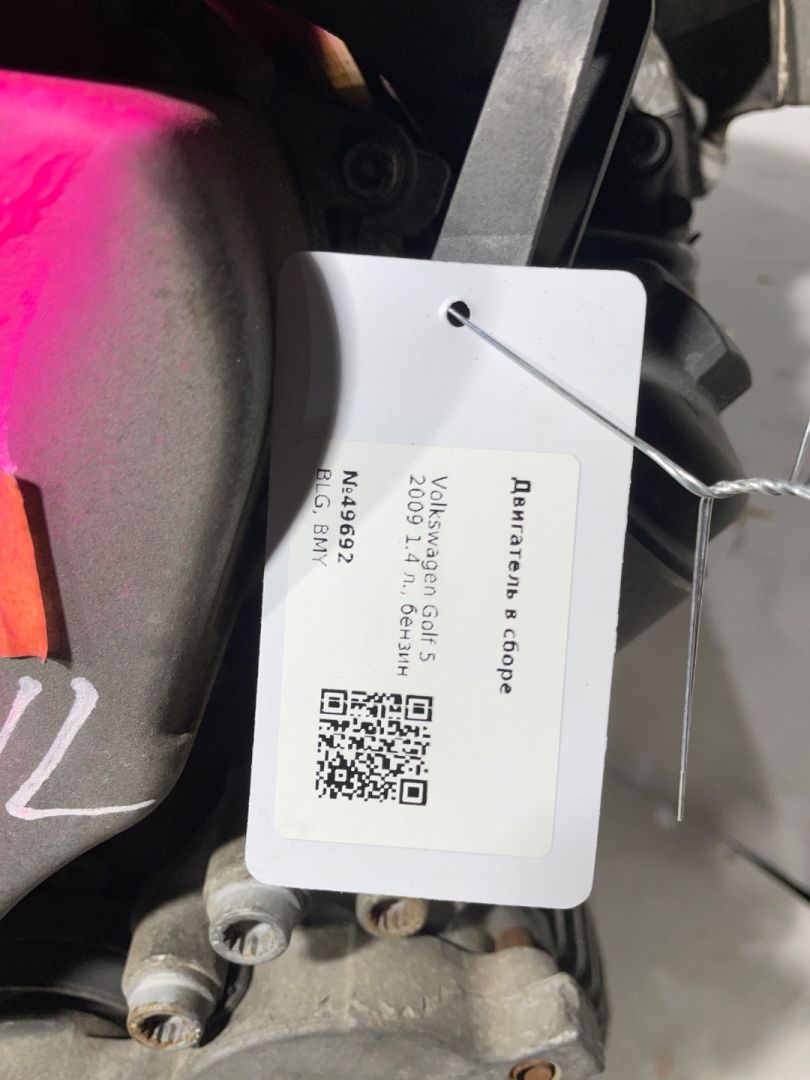 Двигатель в сборе
Volkswagen Golf 5
2009 1.4 л., бензин
№49692
BLG, BMY